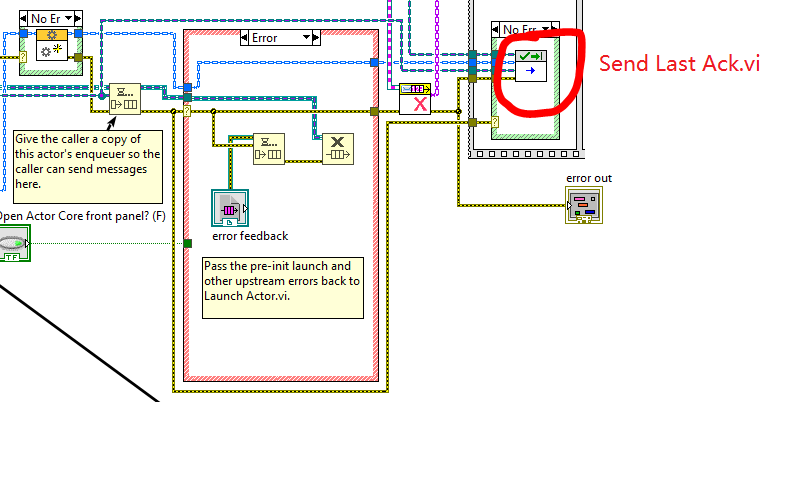 No Er
Error
No Err
Send Last Ack.vi
Give the caller a copy of
this actor's enqueuer so the
caller can send messages
here.
error out
Open Actor Core front panel? (F)
TF
error feedback
Pass the pre-init launch and
other upstream errors back to
Launch Actor.vi.